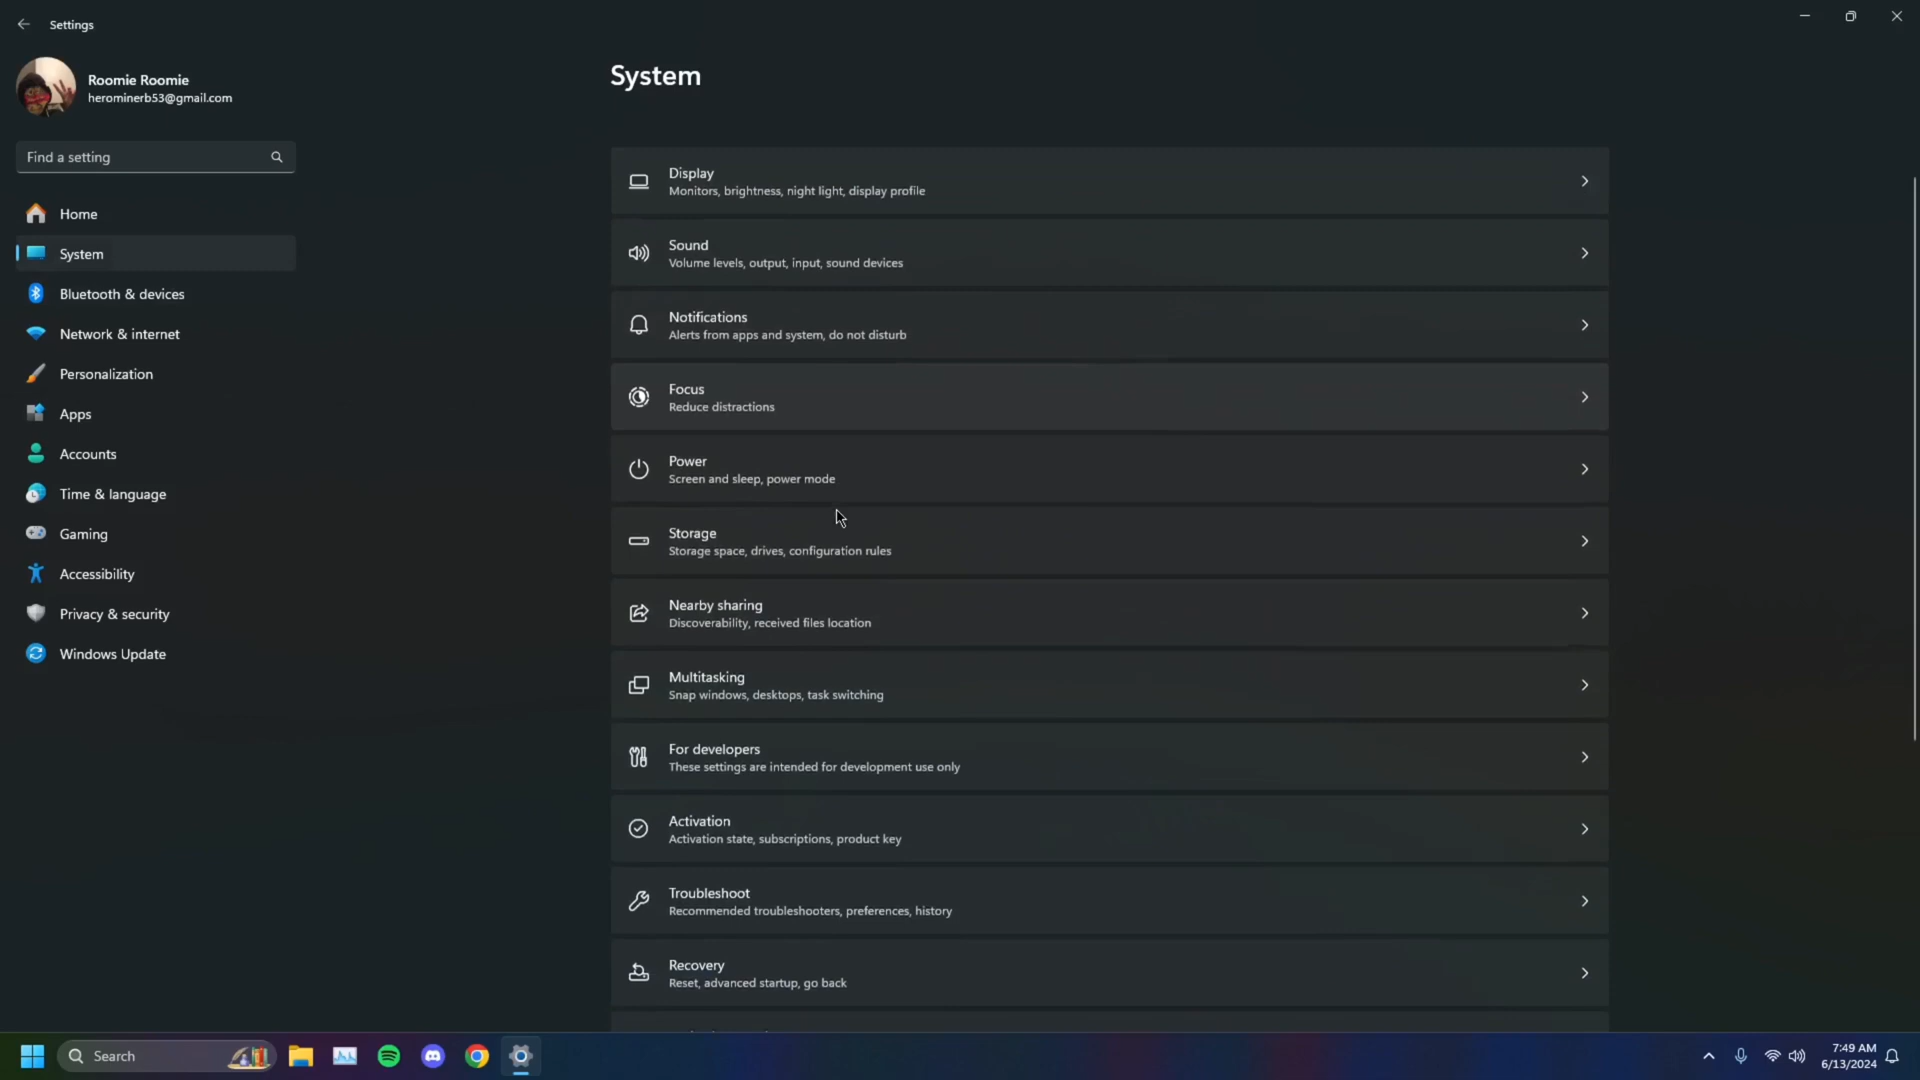 Settings
Roomie Roomie
herominerb53@gmail.com
Find a setting
Home
System
Bluetooth & devices
Network & internet
Personalization
Apps
Accounts
Time & language
Gaming
Accessibility
Privacy & security
Windows Update
System
Display
Monitors, brightness, night light, display profile
Sound
Volume levels, output, input, sound devices
Notifications
Alerts from apps and system, do not disturb
Focus
Reduce distractions
Power
Screen and sleep, power mode
Storage
Storage space, drives, configuration rules
Nearby sharing
Discoverability, received files location
Multitasking
Snap windows, desktops, task switching
For developers
These settings are intended for development use only
Activation
Activation state, subscriptions, product key
Troubleshoot
Recommended troubleshooters, preferences, history
Recovery
Reset, advanced startup, go back
Search
7:49 AM
6/13/2024